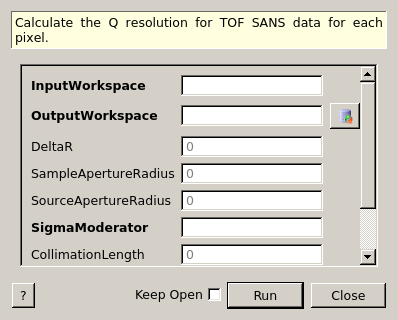 Calculate the Q resolution for TOF SANS data for each
pixel.
InputWorkspace
OutputWorkspace
DeltaR 0
SampleApertureRadius 0
SourceApertureRadius 0
SigmaModerator
CollimationLength 0
? Keep Open Run Close